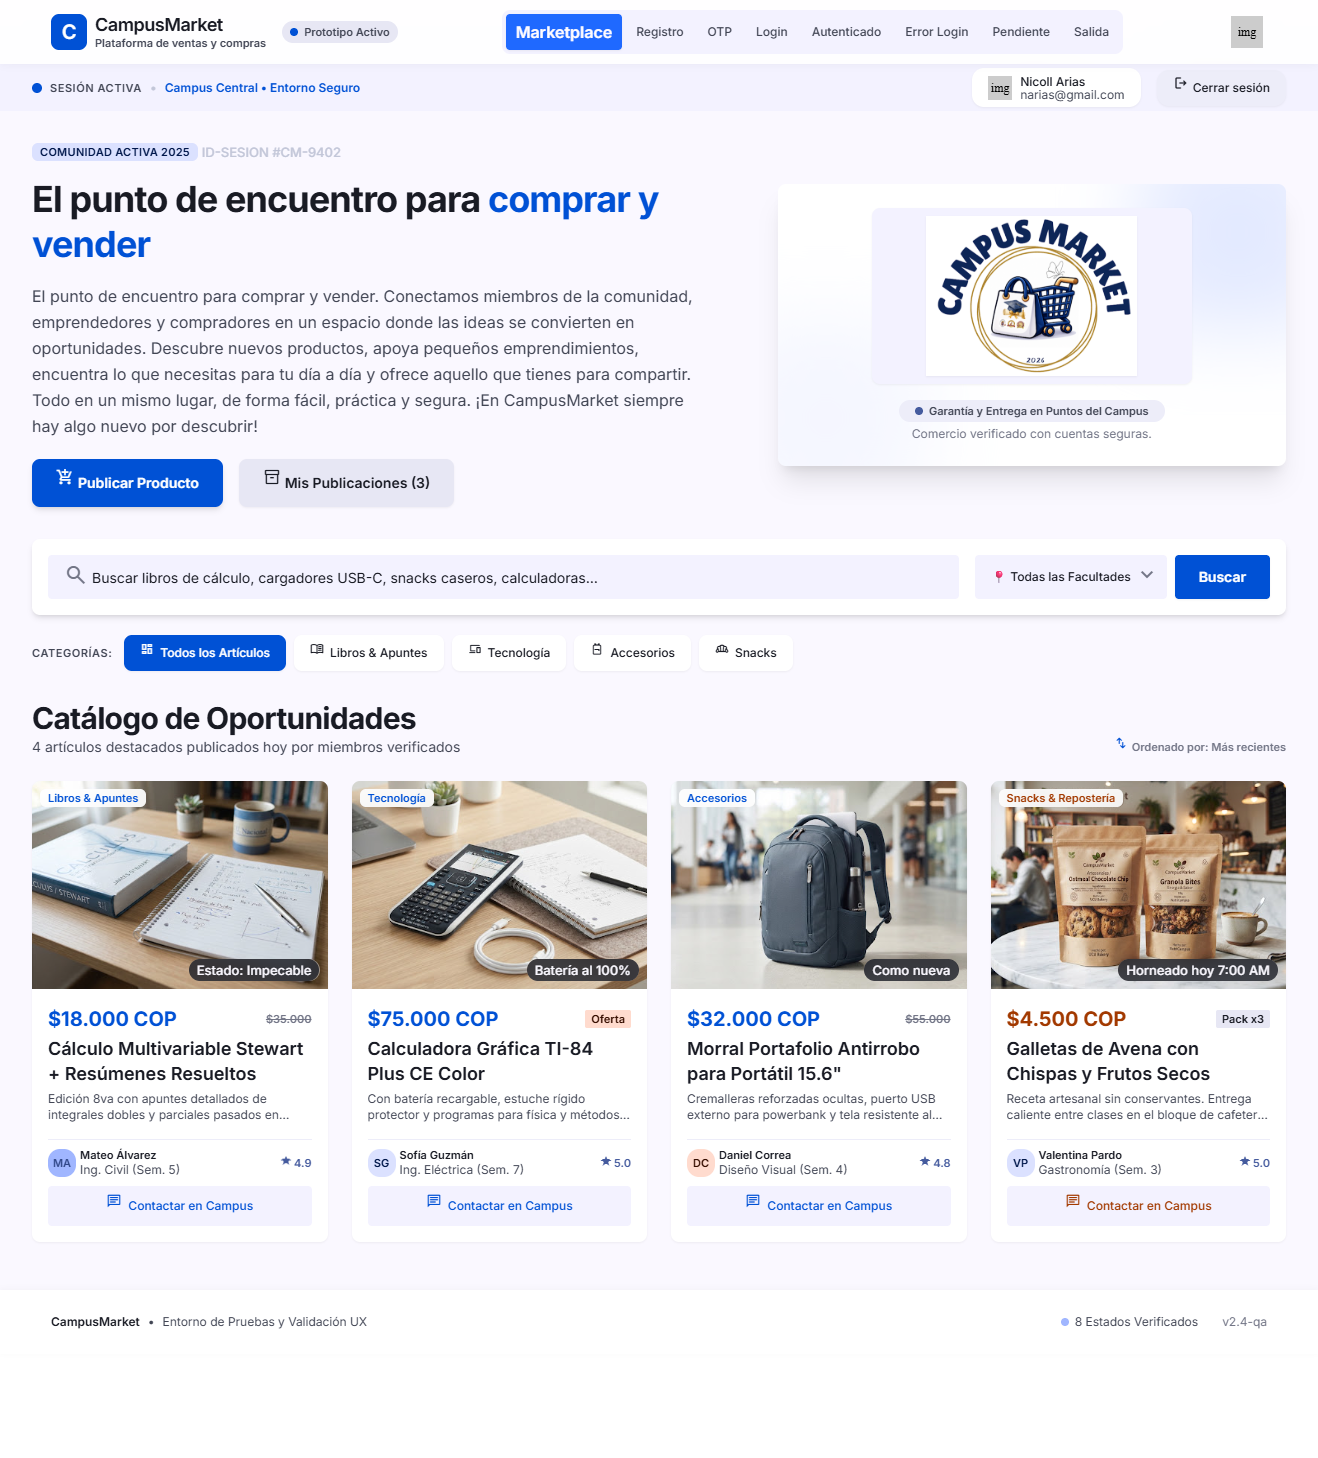 C
CampusMarket
Plataforma de ventas y compras
Prototipo Activo
Marketplace
Registro
OTP
Login
Autenticado
Error Login
Pendiente
Salida
img
SESIÓN ACTIVA • Campus Central • Entorno Seguro
img
Nicoll Arias
narias@gmail.com
Cerrar sesión
COMUNIDAD ACTIVA 2025 ID-SESION #CM-9402
El punto de encuentro para comprar y
vender
El punto de encuentro para comprar y vender. Conectamos miembros de la comunidad,
emprendedores y compradores en un espacio donde las ideas se convierten en
oportunidades. Descubre nuevos productos, apoya pequeños emprendimientos,
encuentra lo que necesitas para tu día a día y ofrece aquello que tienes para compartir.
Todo en un mismo lugar, de forma fácil, práctica y segura. ¡En CampusMarket siempre
hay algo nuevo por descubrir!
Publicar Producto
Mis Publicaciones (3)
CAMPUS MARKET
2026
Garantía y Entrega en Puntos del Campus
Comercio verificado con cuentas seguras.
Buscar libros de cálculo, cargadores USB-C, snacks caseros, calculadoras...
Todas las Facultades
Buscar
CATEGORÍAS:
Todos los Artículos
Libros & Apuntes
Tecnología
Accesorios
Snacks
Catálogo de Oportunidades
4 artículos destacados publicados hoy por miembros verificados
Ordenado por: Más recientes
Libros & Apuntes
Estado: Impecable
$18.000 COP
$35.000
Cálculo Multivariable Stewart
+ Resúmenes Resueltos
Edición 8va con apuntes detallados de
integrales dobles y parciales pasados en...
MA
Mateo Álvarez
Ing. Civil (Sem. 5)
4.9
Contactar en Campus
Tecnología
Batería al 100%
$75.000 COP
Oferta
Calculadora Gráfica TI-84
Plus CE Color
Con batería recargable, estuche rígido
protector y programas para física y métodos...
SG
Sofía Guzmán
Ing. Eléctrica (Sem. 7)
5.0
Contactar en Campus
Accesorios
Como nueva
$32.000 COP
$55.000
Morral Portafolio Antirrobo
para Portátil 15.6"
Cremalleras reforzadas ocultas, puerto USB
externo para powerbank y tela resistente al...
DC
Daniel Correa
Diseño Visual (Sem. 4)
4.8
Contactar en Campus
Snacks & Repostería
CampusMarket
Oatmeal Chocolate Chip
CampusMarket
Granola Bites
Horneado hoy 7:00 AM
$4.500 COP
Pack x3
Galletas de Avena con
Chispas y Frutos Secos
Receta artesanal sin conservantes. Entrega
caliente entre clases en el bloque de cafeter...
VP
Valentina Pardo
Gastronomía (Sem. 3)
5.0
Contactar en Campus
CampusMarket • Entorno de Pruebas y Validación UX
8 Estados Verificados
v2.4-qa